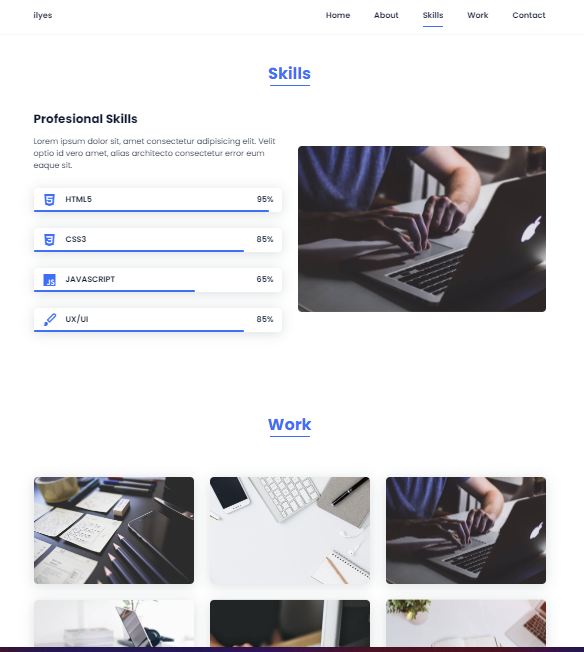 ilyes
Home About Skills Work Contact
Skills
Profesional Skills
Lorem ipsum dolor sit, amet consectetur adipisicing elit. Velit
optio id vero amet, alias architecto consectetur error eum
eaque sit.
HTML5 95%
CSS3 85%
JS JAVASCRIPT 65%
UX/UI 85%
Work